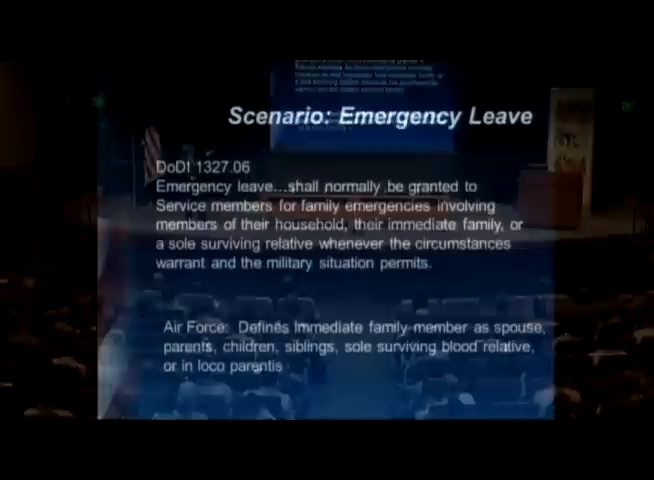 Scenario: Emergency Leave
DoDI 1327.06
Emergency leave...shall normally be granted to
Service members for family emergencies involving
members of their household, their immediate family, or
a sole surviving relative whenever the circumstances
warrant and the military situation permits.
Air Force: Defines immediate family member as spouse,
parents, children, siblings, sole surviving blood relative,
or in loco parentis